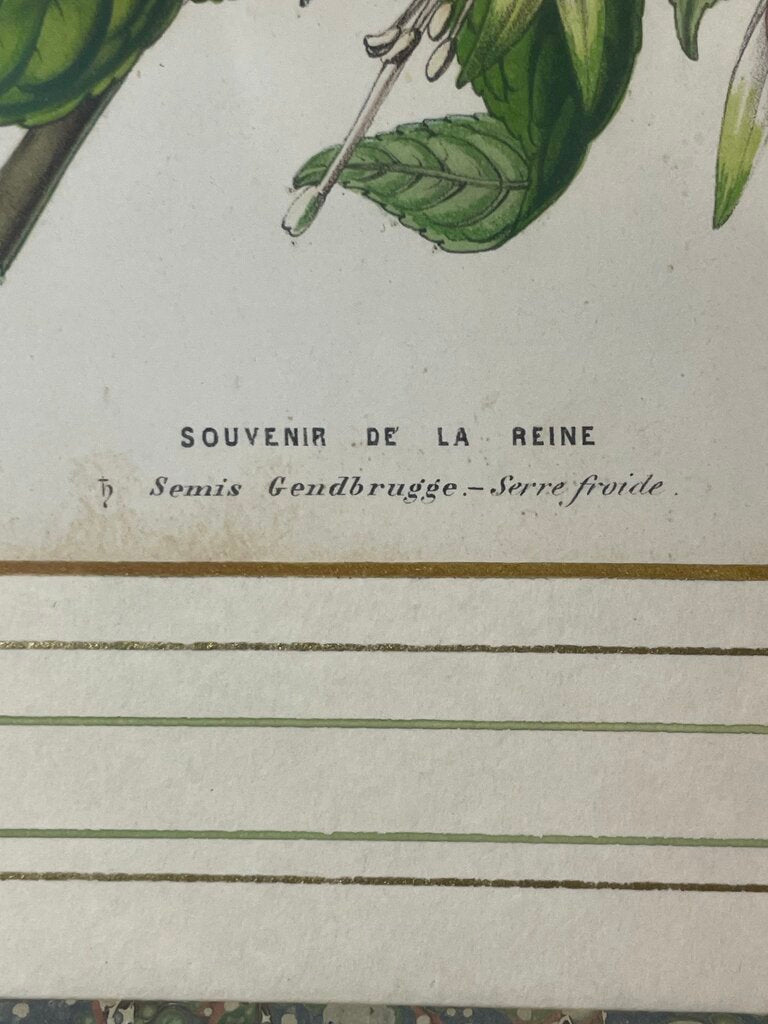 SOUVENIR DE LA REINE
♄ Semis Gendbrugge.–Serre froide.